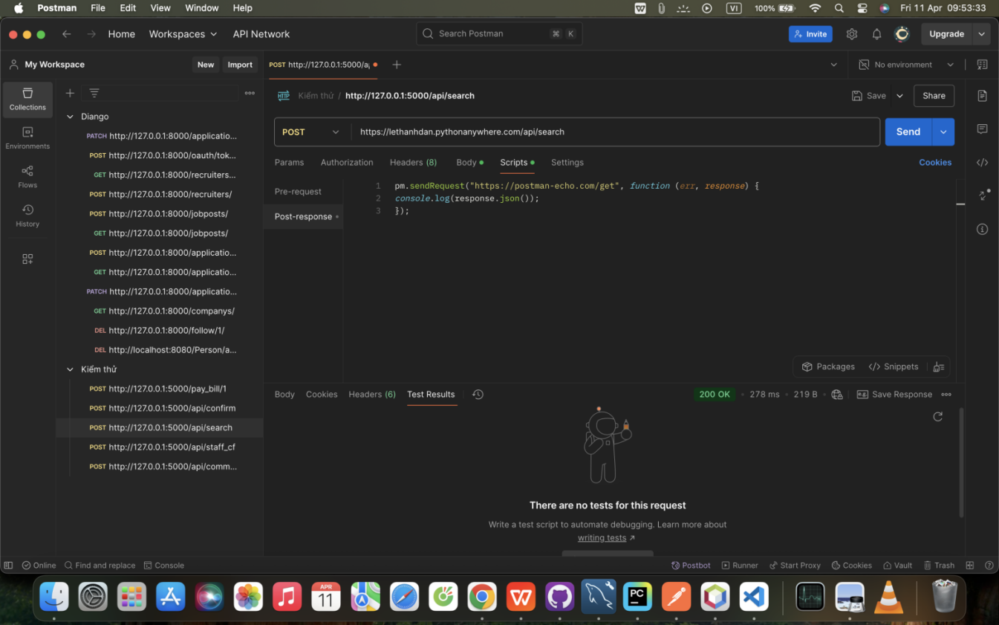 Postman File Edit View Window Help VI 100% Fri 11 Apr 09:53:33
Home Workspaces API Network Search Postman ⌘ K Invite Upgrade
My Workspace New Import POST http://127.0.0.1:5000/a No environment
Collections
Environments
Flows
History
Diango
PATCH http://127.0.0.1:8000/applicatio...
POST http://127.0.0.1:8000/oauth/tok...
GET http://127.0.0.1:8000/recruiters...
POST http://127.0.0.1:8000/recruiters/
POST http://127.0.0.1:8000/jobposts/
GET http://127.0.0.1:8000/jobposts/
POST http://127.0.0.1:8000/applicatio...
GET http://127.0.0.1:8000/applicatio...
PATCH http://127.0.0.1:8000/applicatio...
GET http://127.0.0.1:8000/companys/
DEL http://127.0.0.1:8000/follow/1/
DEL http://localhost:8080/Person/a...
Kiểm thử
POST http://127.0.0.1:5000/pay_bill/1
POST http://127.0.0.1:5000/api/confirm
POST http://127.0.0.1:5000/api/search
POST http://127.0.0.1:5000/api/staff_cf
POST http://127.0.0.1:5000/api/comm...
HTTP Kiểm thử / http://127.0.0.1:5000/api/search Save Share
POST https://lethanhdan.pythonanywhere.com/api/search Send
Params Authorization Headers (8) Body Scripts Settings Cookies
Pre-request
Post-response
1 pm.sendRequest("https://postman-echo.com/get", function (err, response) {
2 console.log(response.json());
3 });
Packages Snippets
Body Cookies Headers (6) Test Results 200 OK 278 ms 219 B Save Response
There are no tests for this request
Write a test script to automate debugging. Learn more about
writing tests ↗
Online Find and replace Console Postbot Runner Start Proxy Cookies Vault Trash
APR
11
PC